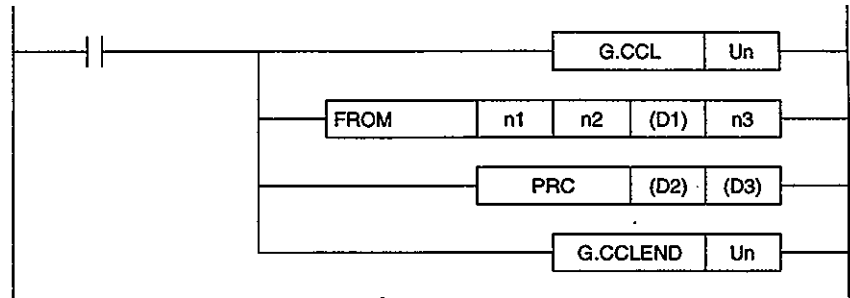 G.CCL Un
FROM n1 n2 (D1) n3
PRC (D2) (D3)
G.CCLEND Un